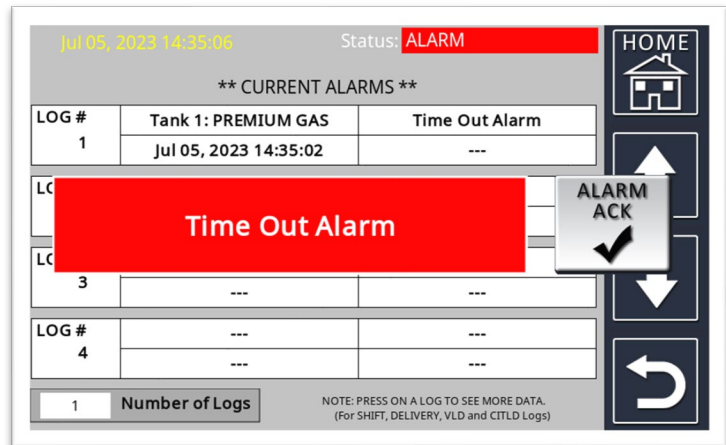 Jul 05, 2023 14:35:06 Status: ALARM
HOME
** CURRENT ALARMS **
LOG # Tank 1: PREMIUM GAS Time Out Alarm
1 Jul 05, 2023 14:35:02 ---
ALARM
ACK
Time Out Alarm
3 --- ---
LOG # --- ---
4 --- ---
1 Number of Logs
NOTE: PRESS ON A LOG TO SEE MORE DATA.
(For SHIFT, DELIVERY, VLD and CITLD Logs)